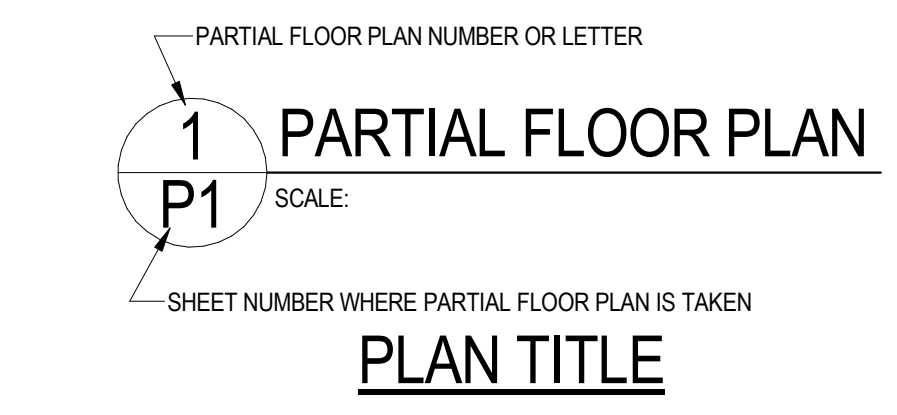 PARTIAL FLOOR PLAN NUMBER OR LETTER
1 PARTIAL FLOOR PLAN
P1 SCALE:
SHEET NUMBER WHERE PARTIAL FLOOR PLAN IS TAKEN
PLAN TITLE